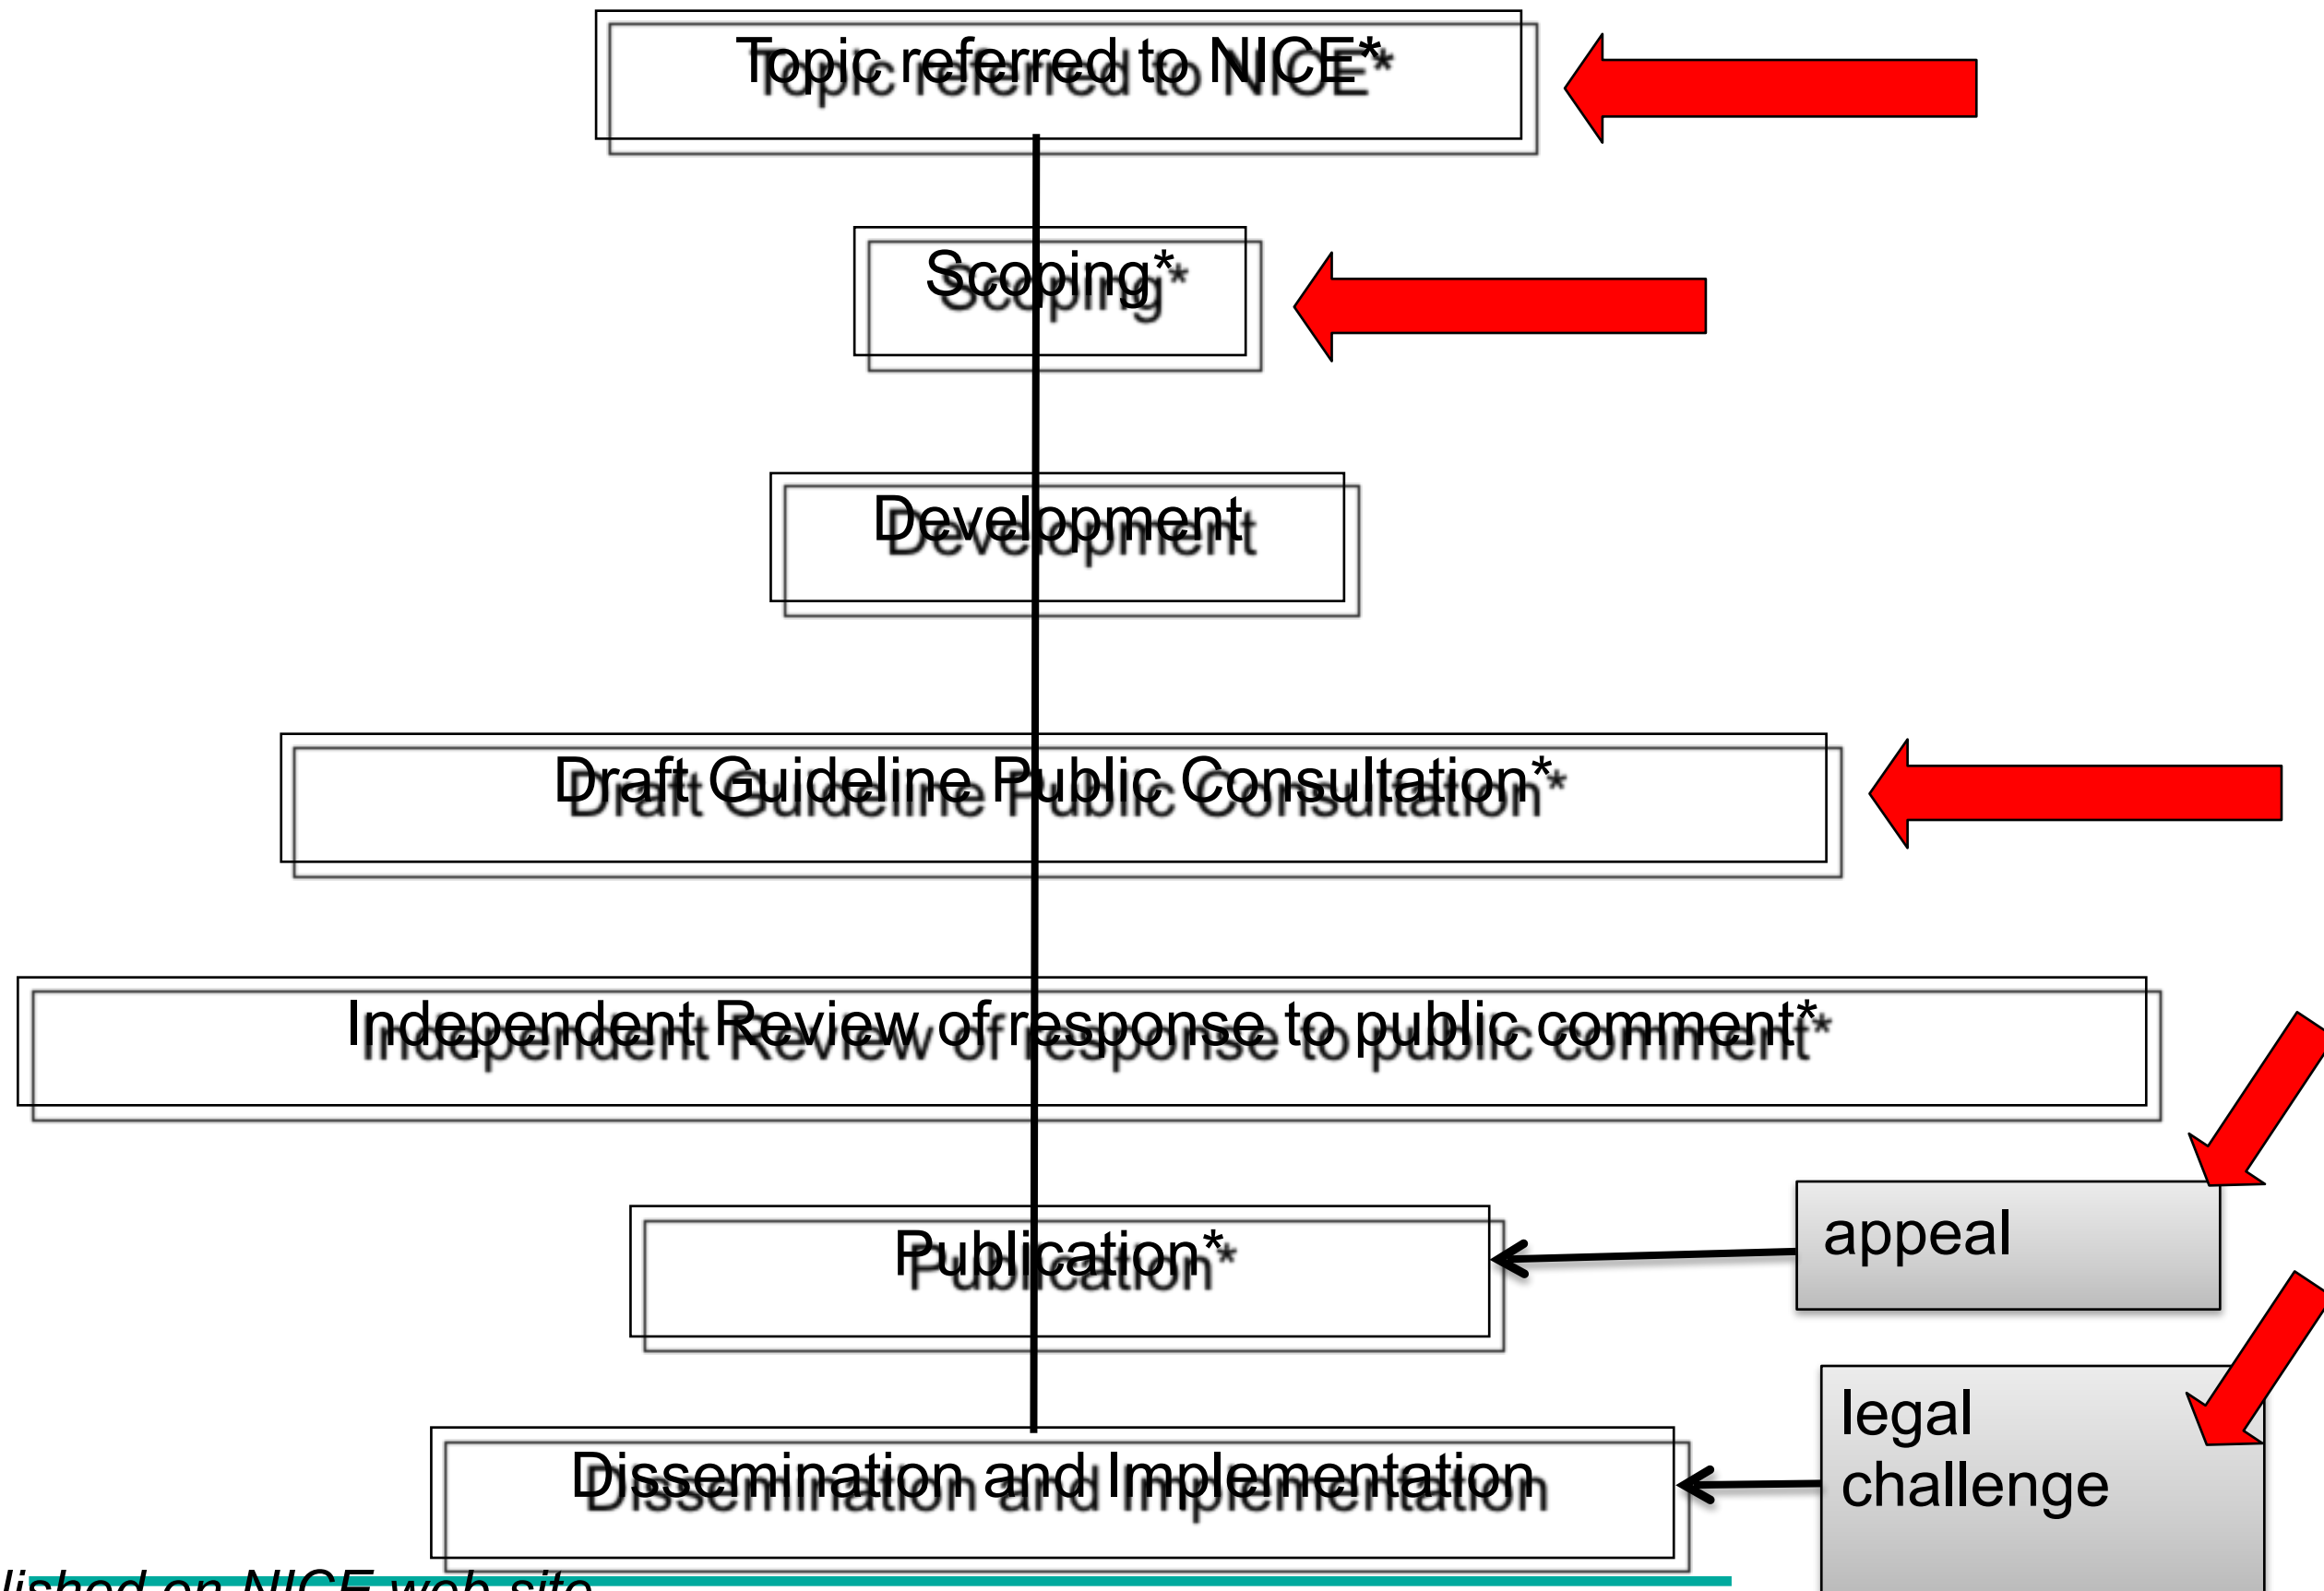 Topic referred to NICE*
Scoping*
Development
Draft Guideline Public Consultation*
Independent Review of response to public comment*
Publication*
appeal
Dissemination and Implementation
legal
challenge
on NICE web site